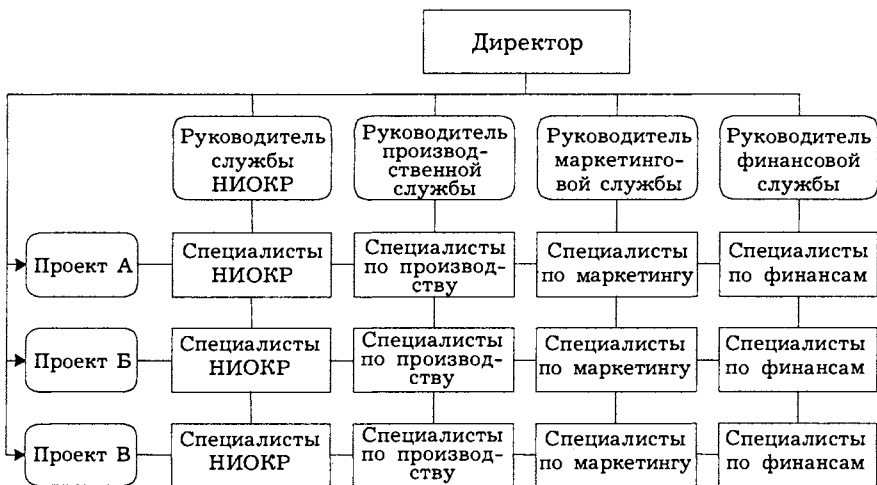 Директор
Руководитель
службы
НИОКР
Руководитель
производ-
ственной
службы
Руководитель
маркетинго-
вой службы
Руководитель
финансовой
службы
Проект А
Специалисты
НИОКР
Специалисты
по производ-
ству
Специалисты
по маркетингу
Специалисты
по финансам
Проект Б
Специалисты
НИОКР
Специалисты
по производ-
ству
Специалисты
по маркетингу
Специалисты
по финансам
Проект В
Специалисты
НИОКР
Специалисты
по производ-
ству
Специалисты
по маркетингу
Специалисты
по финансам